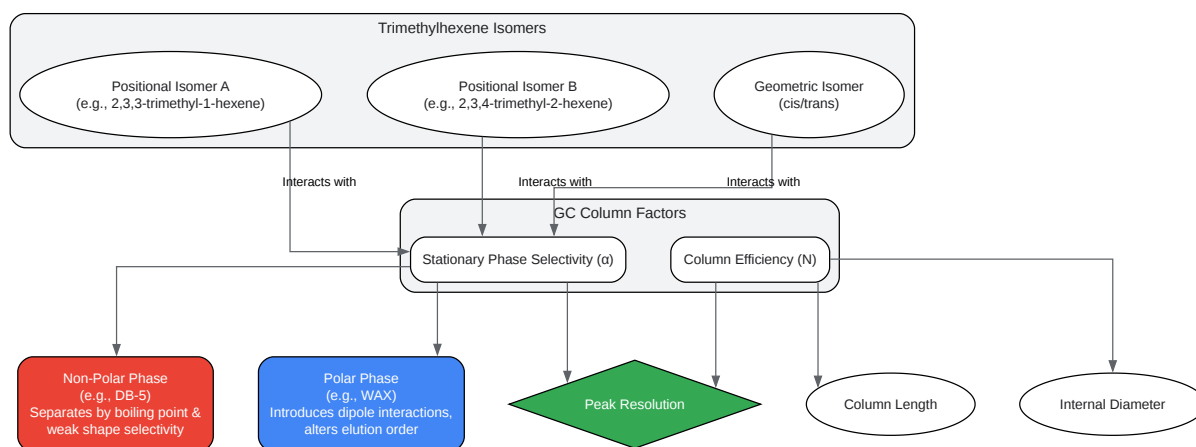 Trimethylhexene Isomers
Positional Isomer A
(e.g., 2,3,3-trimethyl-1-hexene)
Positional Isomer B
(e.g., 2,3,4-trimethyl-2-hexene)
Geometric Isomer
(cis/trans)
Interacts with
Interacts with
Interacts with
GC Column Factors
Stationary Phase Selectivity (α)
Column Efficiency (N)
Non-Polar Phase
(e.g., DB-5)
Separates by boiling point &
weak shape selectivity
Polar Phase
(e.g., WAX)
Introduces dipole interactions,
alters elution order
Peak Resolution
Column Length
Internal Diameter